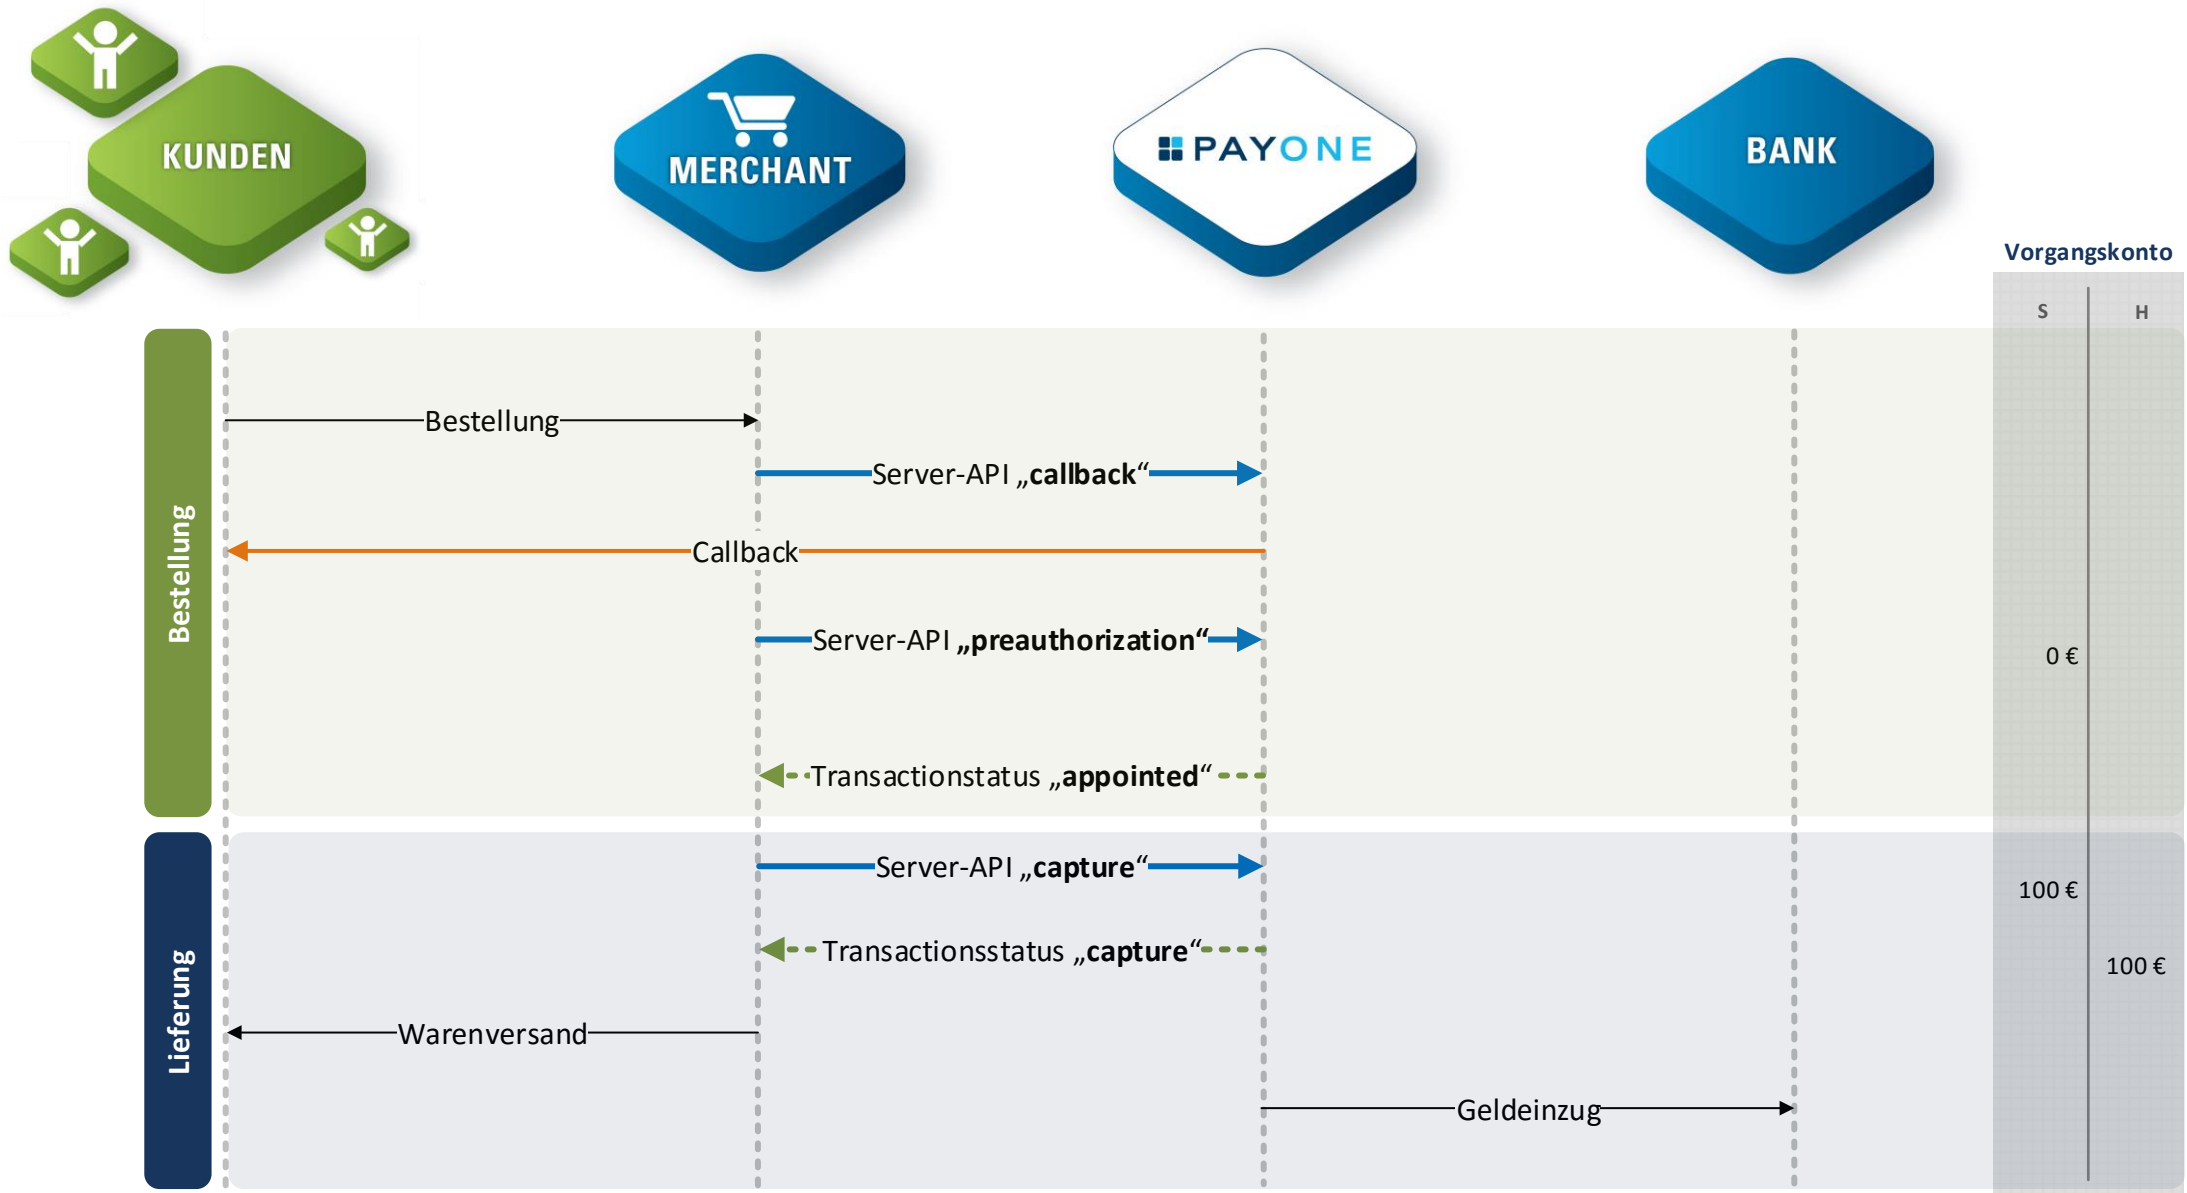 KUNDEN
MERCHANT
PAYONE
BANK
Vorgangskonto
S
H
Bestellung
Bestellung
Server-API „callback“
Callback
Server-API „preauthorization“
0 €
Transactionstatus „appointed“
Lieferung
Server-API „capture“
100 €
Transactionsstatus „capture“
100 €
Warenversand
Geldeinzug